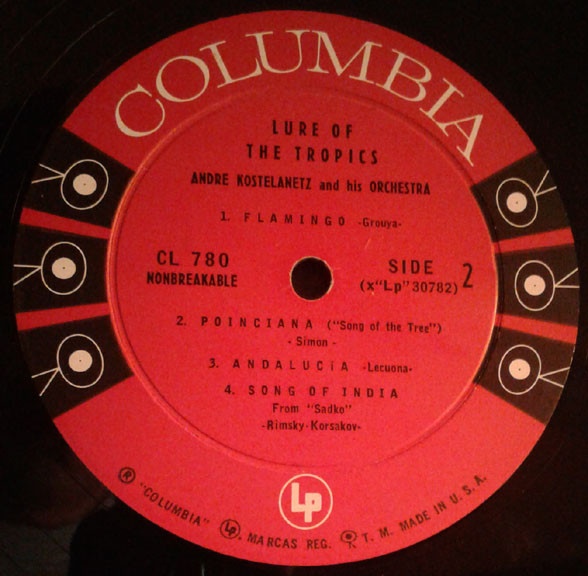 COLUMBIA
LURE OF
THE TROPICS
ANDRE KOSTELANETZ and his ORCHESTRA
1. FLAMINGO -Grouya-
CL 780
NONBREAKABLE
SIDE 2
(x"Lp" 30782)
2. POINCIANA ("Song of the Tree")
- Simon -
3. ANDALUCIA -Lecuona-
4. SONG OF INDIA
From "Sadko"
-Rimsky-Korsakov-
Lp
® "COLUMBIA" Lp. MARCAS REG. T. M. MADE IN U. S. A.